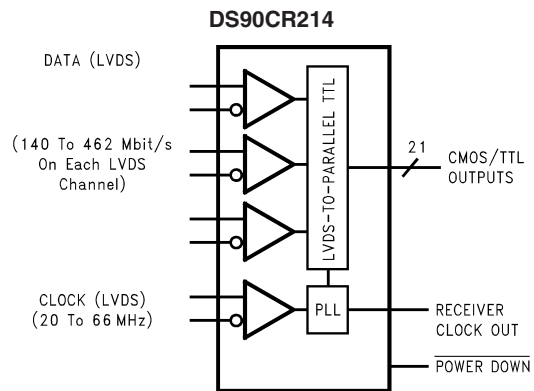 DS90CR214
DATA (LVDS)
(140 To 462 Mbit/s
On Each LVDS
Channel)
LVDS-TO-PARALLEL TTL
21
CMOS/TTL
OUTPUTS
CLOCK (LVDS)
(20 To 66 MHz)
PLL
RECEIVER
CLOCK OUT
POWER DOWN